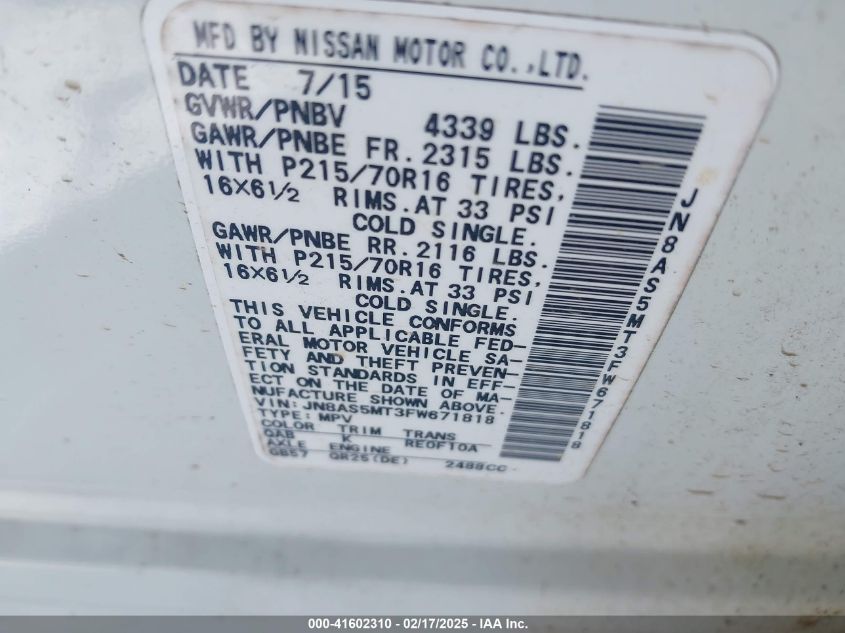 MFD BY NISSAN MOTOR CO.,LTD.
DATE 7/15
GVWR/PNBV 4339 LBS.
GAWR/PNBE FR. 2315 LBS.
WITH P215/70R16 TIRES,
16X6½ RIMS.AT 33 PSI
COLD SINGLE.
GAWR/PNBE RR. 2116 LBS.
WITH P215/70R16 TIRES,
16X6½ RIMS.AT 33 PSI
COLD SINGLE.
THIS VEHICLE CONFORMS
TO ALL APPLICABLE FED-
ERAL MOTOR VEHICLE SA-
FETY AND THEFT PREVEN-
TION STANDARDS IN EFF-
ECT ON THE DATE OF MA-
NUFACTURE SHOWN ABOVE.
VIN: JN8AS5MT3FW671818
TYPE: MPV
COLOR TRIM TRANS
QAB K RE0F10A
AXLE ENGINE
GB57 QR25(DE) 2488CC
JN8AS5MT3FW671818
000-41602310 - 02/17/2025 - IAA Inc.